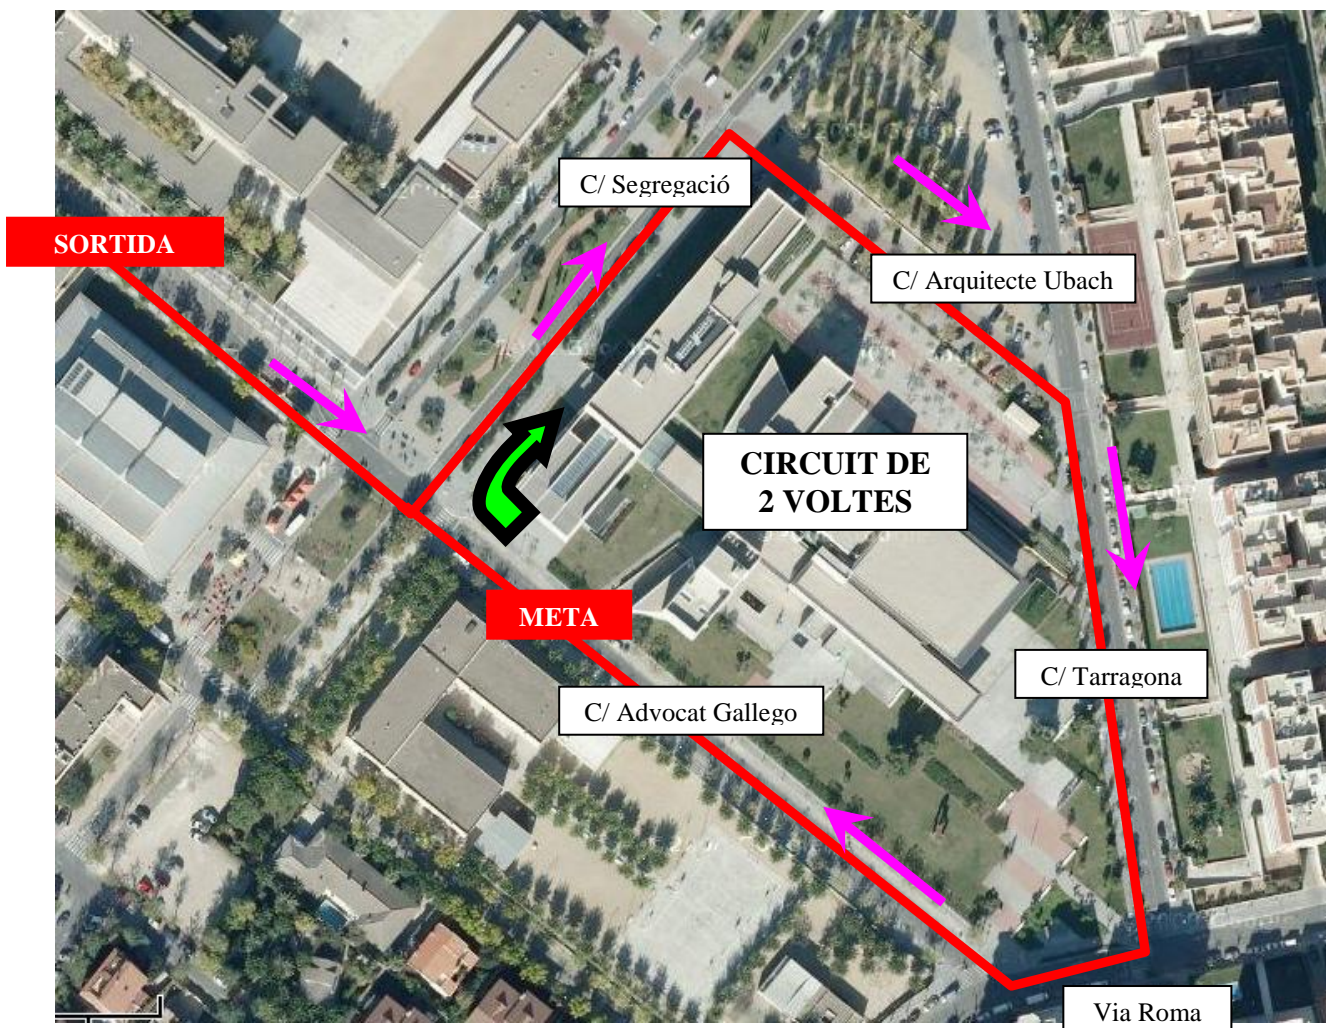 C/ Segregació
SORTIDA
C/ Arquitecte Ubach
CIRCUIT DE
2 VOLTES
META
C/ Tarragona
C/ Advocat Gallego
Via Roma